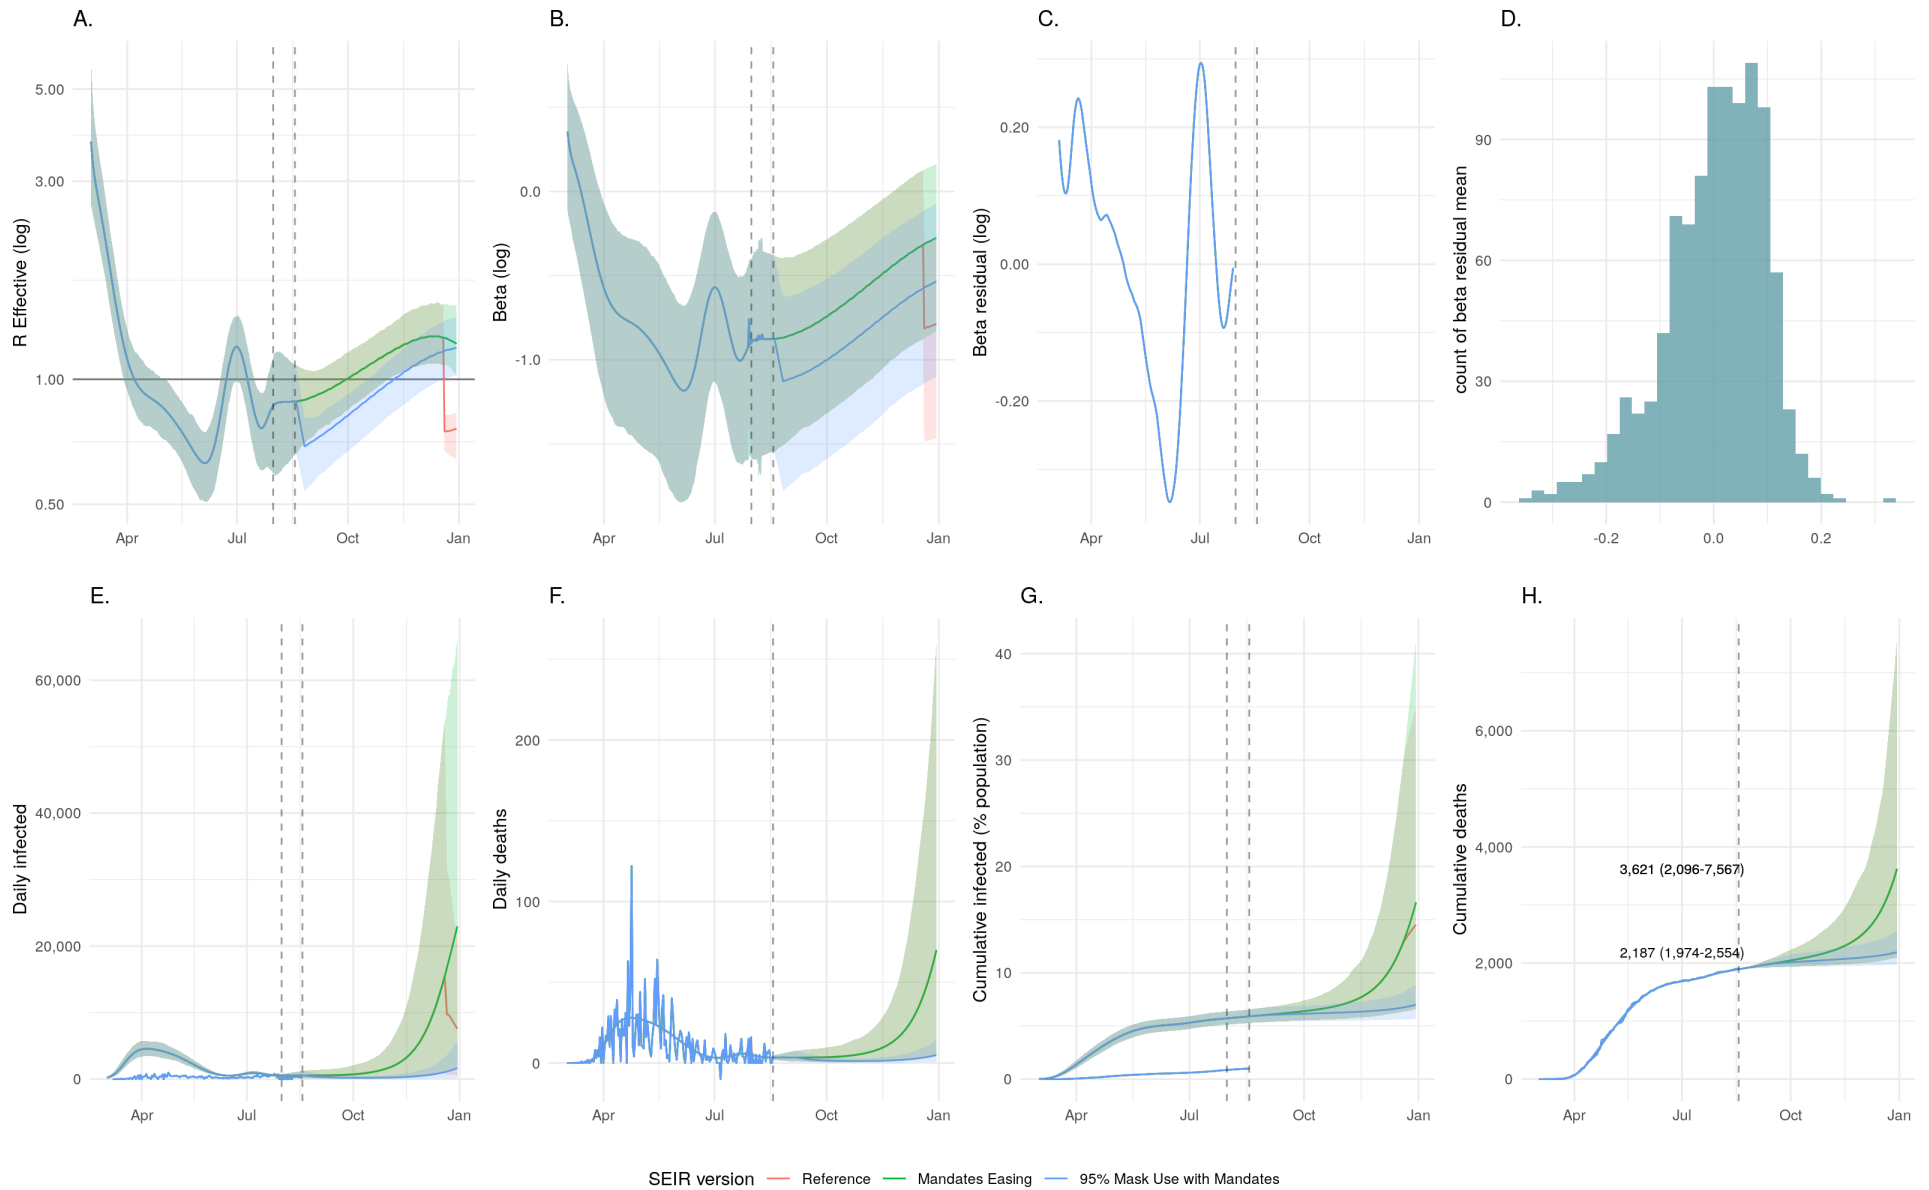 A.
R Effective (log)
5.00
3.00
1.00
0.50
Apr Jul Oct Jan
B.
Beta (log)
0.0
-1.0
Apr Jul Oct Jan
C.
Beta residual (log)
0.20
0.00
-0.20
Apr Jul Oct Jan
D.
count of beta residual mean
90
60
30
0
-0.2 0.0 0.2
E.
Daily infected
60,000
40,000
20,000
0
Apr Jul Oct Jan
F.
Daily deaths
200
100
0
Apr Jul Oct Jan
G.
Cumulative infected (% population)
40
30
20
10
0
Apr Jul Oct Jan
H.
Cumulative deaths
6,000
4,000
2,000
0
3,621 (2,096-7,567)
2,187 (1,974-2,554)
Apr Jul Oct Jan
SEIR version Reference Mandates Easing 95% Mask Use with Mandates